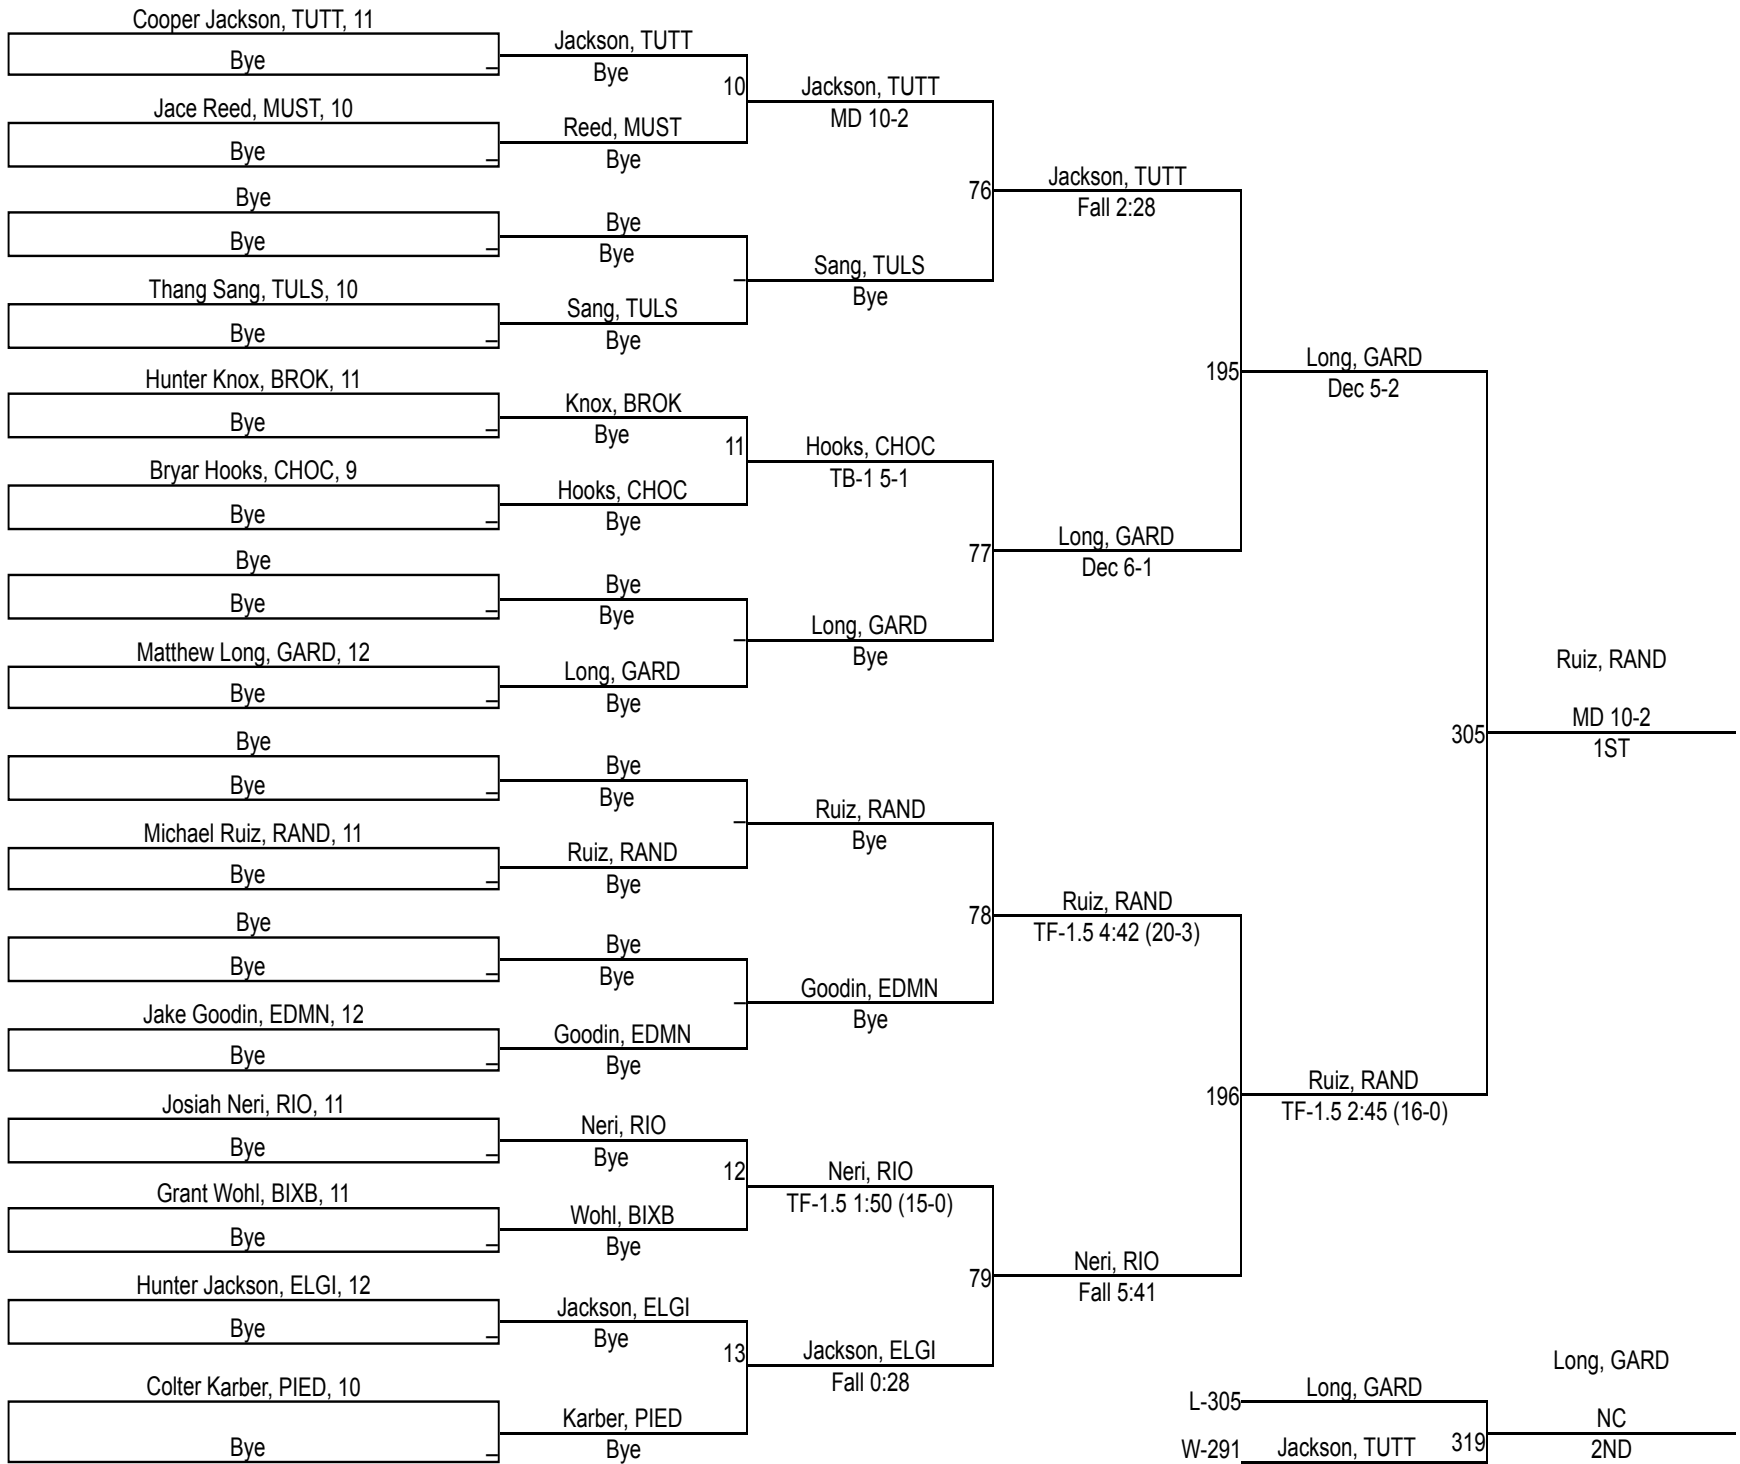 Cooper Jackson, TUTT, 11
Bye
Jace Reed, MUST, 10
Bye
Bye
Bye
Thang Sang, TULS, 10
Bye
Hunter Knox, BROK, 11
Bye
Bryar Hooks, CHOC, 9
Bye
Bye
Bye
Matthew Long, GARD, 12
Bye
Bye
Bye
Michael Ruiz, RAND, 11
Bye
Bye
Bye
Jake Goodin, EDMN, 12
Bye
Josiah Neri, RIO, 11
Bye
Grant Wohl, BIXB, 11
Bye
Hunter Jackson, ELGI, 12
Bye
Colter Karber, PIED, 10
Bye
Jackson, TUTT
Bye
10
Reed, MUST
Bye
Bye
Bye
Sang, TULS
Bye
Knox, BROK
Bye
11
Hooks, CHOC
Bye
Bye
Bye
Long, GARD
Bye
Bye
Bye
Ruiz, RAND
Bye
Bye
Bye
Goodin, EDMN
Bye
Neri, RIO
Bye
12
Wohl, BIXB
Bye
Jackson, ELGI
Bye
13
Karber, PIED
Bye
Jackson, TUTT
MD 10-2
76
Sang, TULS
Bye
Hooks, CHOC
TB-1 5-1
77
Long, GARD
Bye
Ruiz, RAND
Bye
78
Goodin, EDMN
Bye
Neri, RIO
TF-1.5 1:50 (15-0)
79
Jackson, ELGI
Fall 0:28
Jackson, TUTT
Fall 2:28
195
Long, GARD
Dec 6-1
Ruiz, RAND
TF-1.5 4:42 (20-3)
196
Neri, RIO
Fall 5:41
Long, GARD
Dec 5-2
305
Ruiz, RAND
TF-1.5 2:45 (16-0)
Ruiz, RAND
MD 10-2
1ST
L-305 Long, GARD
W-291 Jackson, TUTT
319
Long, GARD
NC
2ND